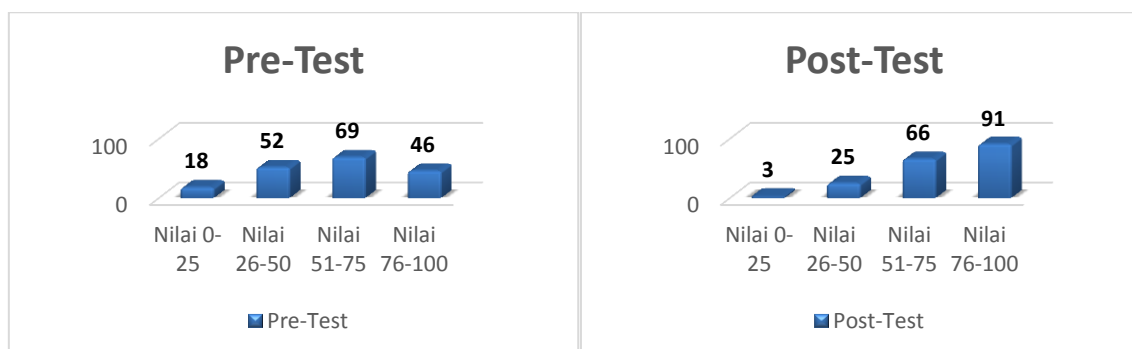 Pre-Test
18
52
69
46
100
0
Nilai 0-
25
Nilai
26-50
Nilai
51-75
Nilai
76-100
Pre-Test
Post-Test
3
25
66
91
100
0
Nilai 0-
25
Nilai
26-50
Nilai
51-75
Nilai
76-100
Post-Test